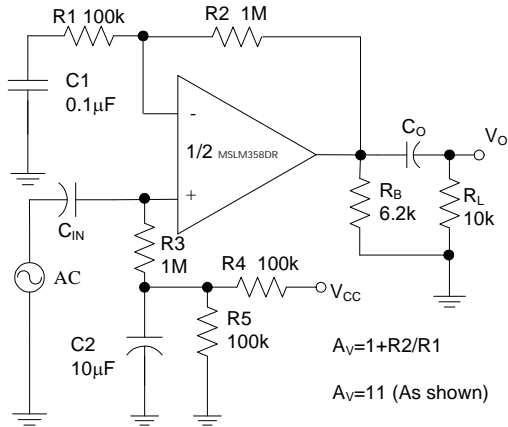 R1 100k
R2 1M
C1
0.1μF
-
1/2 MSLM358DR
+
CO
VO
RB
6.2k
RL
10k
CIN
R3
1M
R4 100k
VCC
AC
C2
10μF
R5
100k
AV=1+R2/R1
AV=11 (As shown)